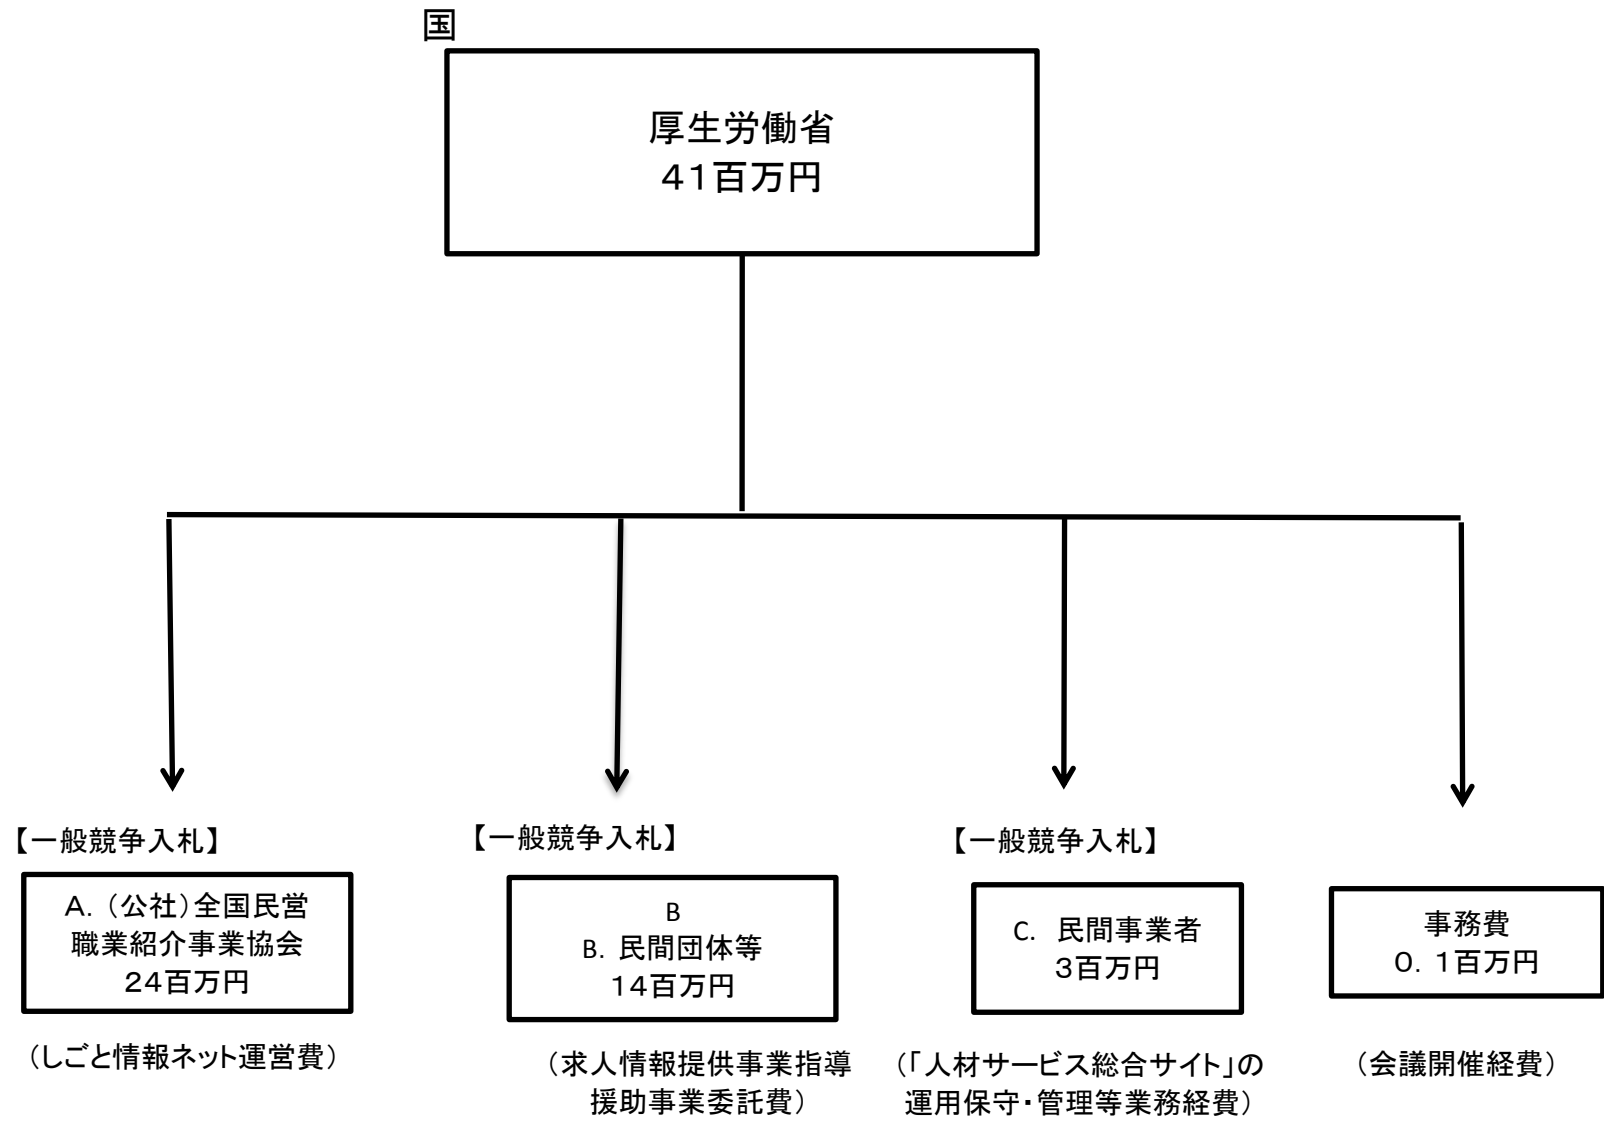 国
厚生労働省
４１百万円
【一般競争入札】
A．（公社）全国民営
職業紹介事業協会
２４百万円
（しごと情報ネット運営費）
【一般競争入札】
B
B．民間団体等
１４百万円
（求人情報提供事業指導
援助事業委託費）
【一般競争入札】
C． 民間事業者
３百万円
（「人材サービス総合サイト」の
運用保守・管理等業務経費）
事務費
０．１百万円
（会議開催経費）